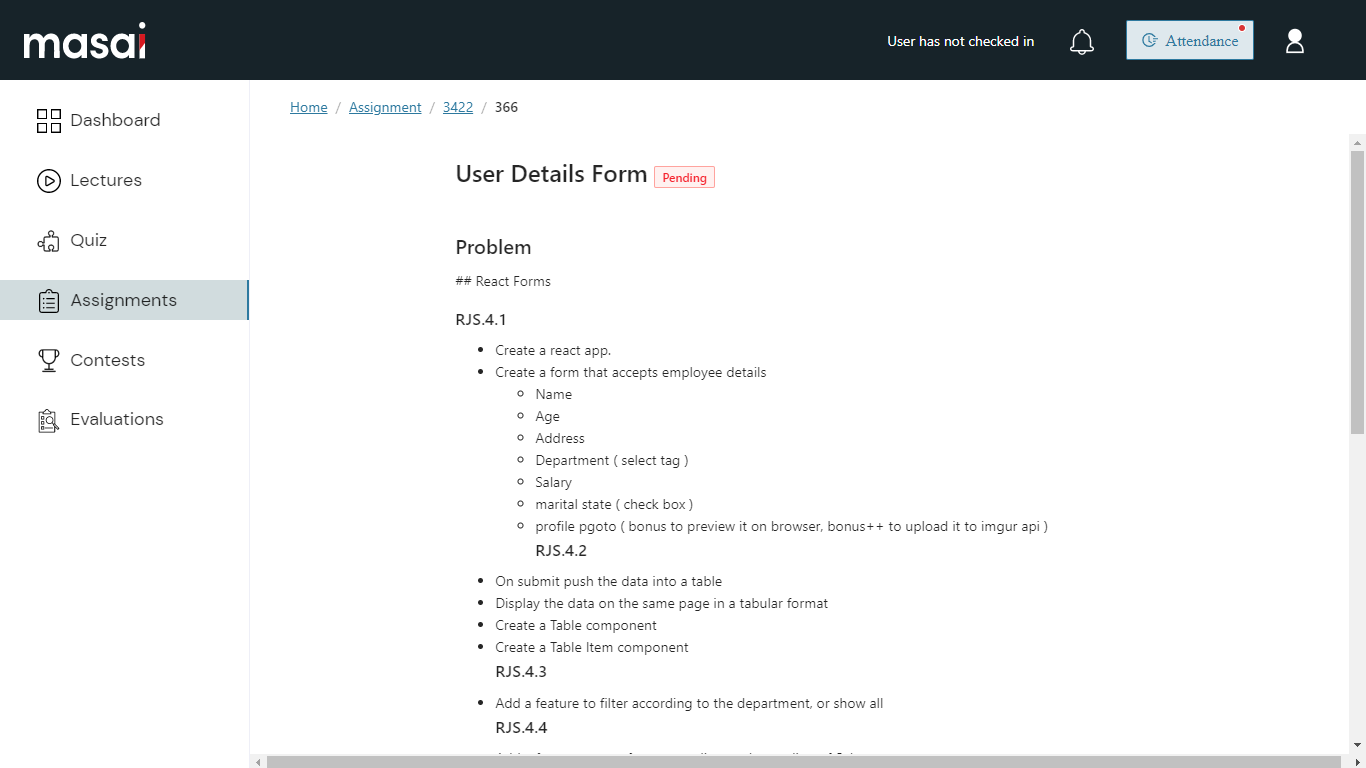 masai
User has not checked in
Attendance
Dashboard
Lectures
Quiz
Assignments
Contests
Evaluations
Home / Assignment / 3422 / 366
User Details Form Pending
Problem
## React Forms
RJS.4.1
Create a react app.
Create a form that accepts employee details
Name
Age
Address
Department ( select tag )
Salary
marital state ( check box )
profile pgoto ( bonus to preview it on browser, bonus++ to upload it to imgur api )
RJS.4.2
On submit push the data into a table
Display the data on the same page in a tabular format
Create a Table component
Create a Table Item component
RJS.4.3
Add a feature to filter according to the department, or show all
RJS.4.4